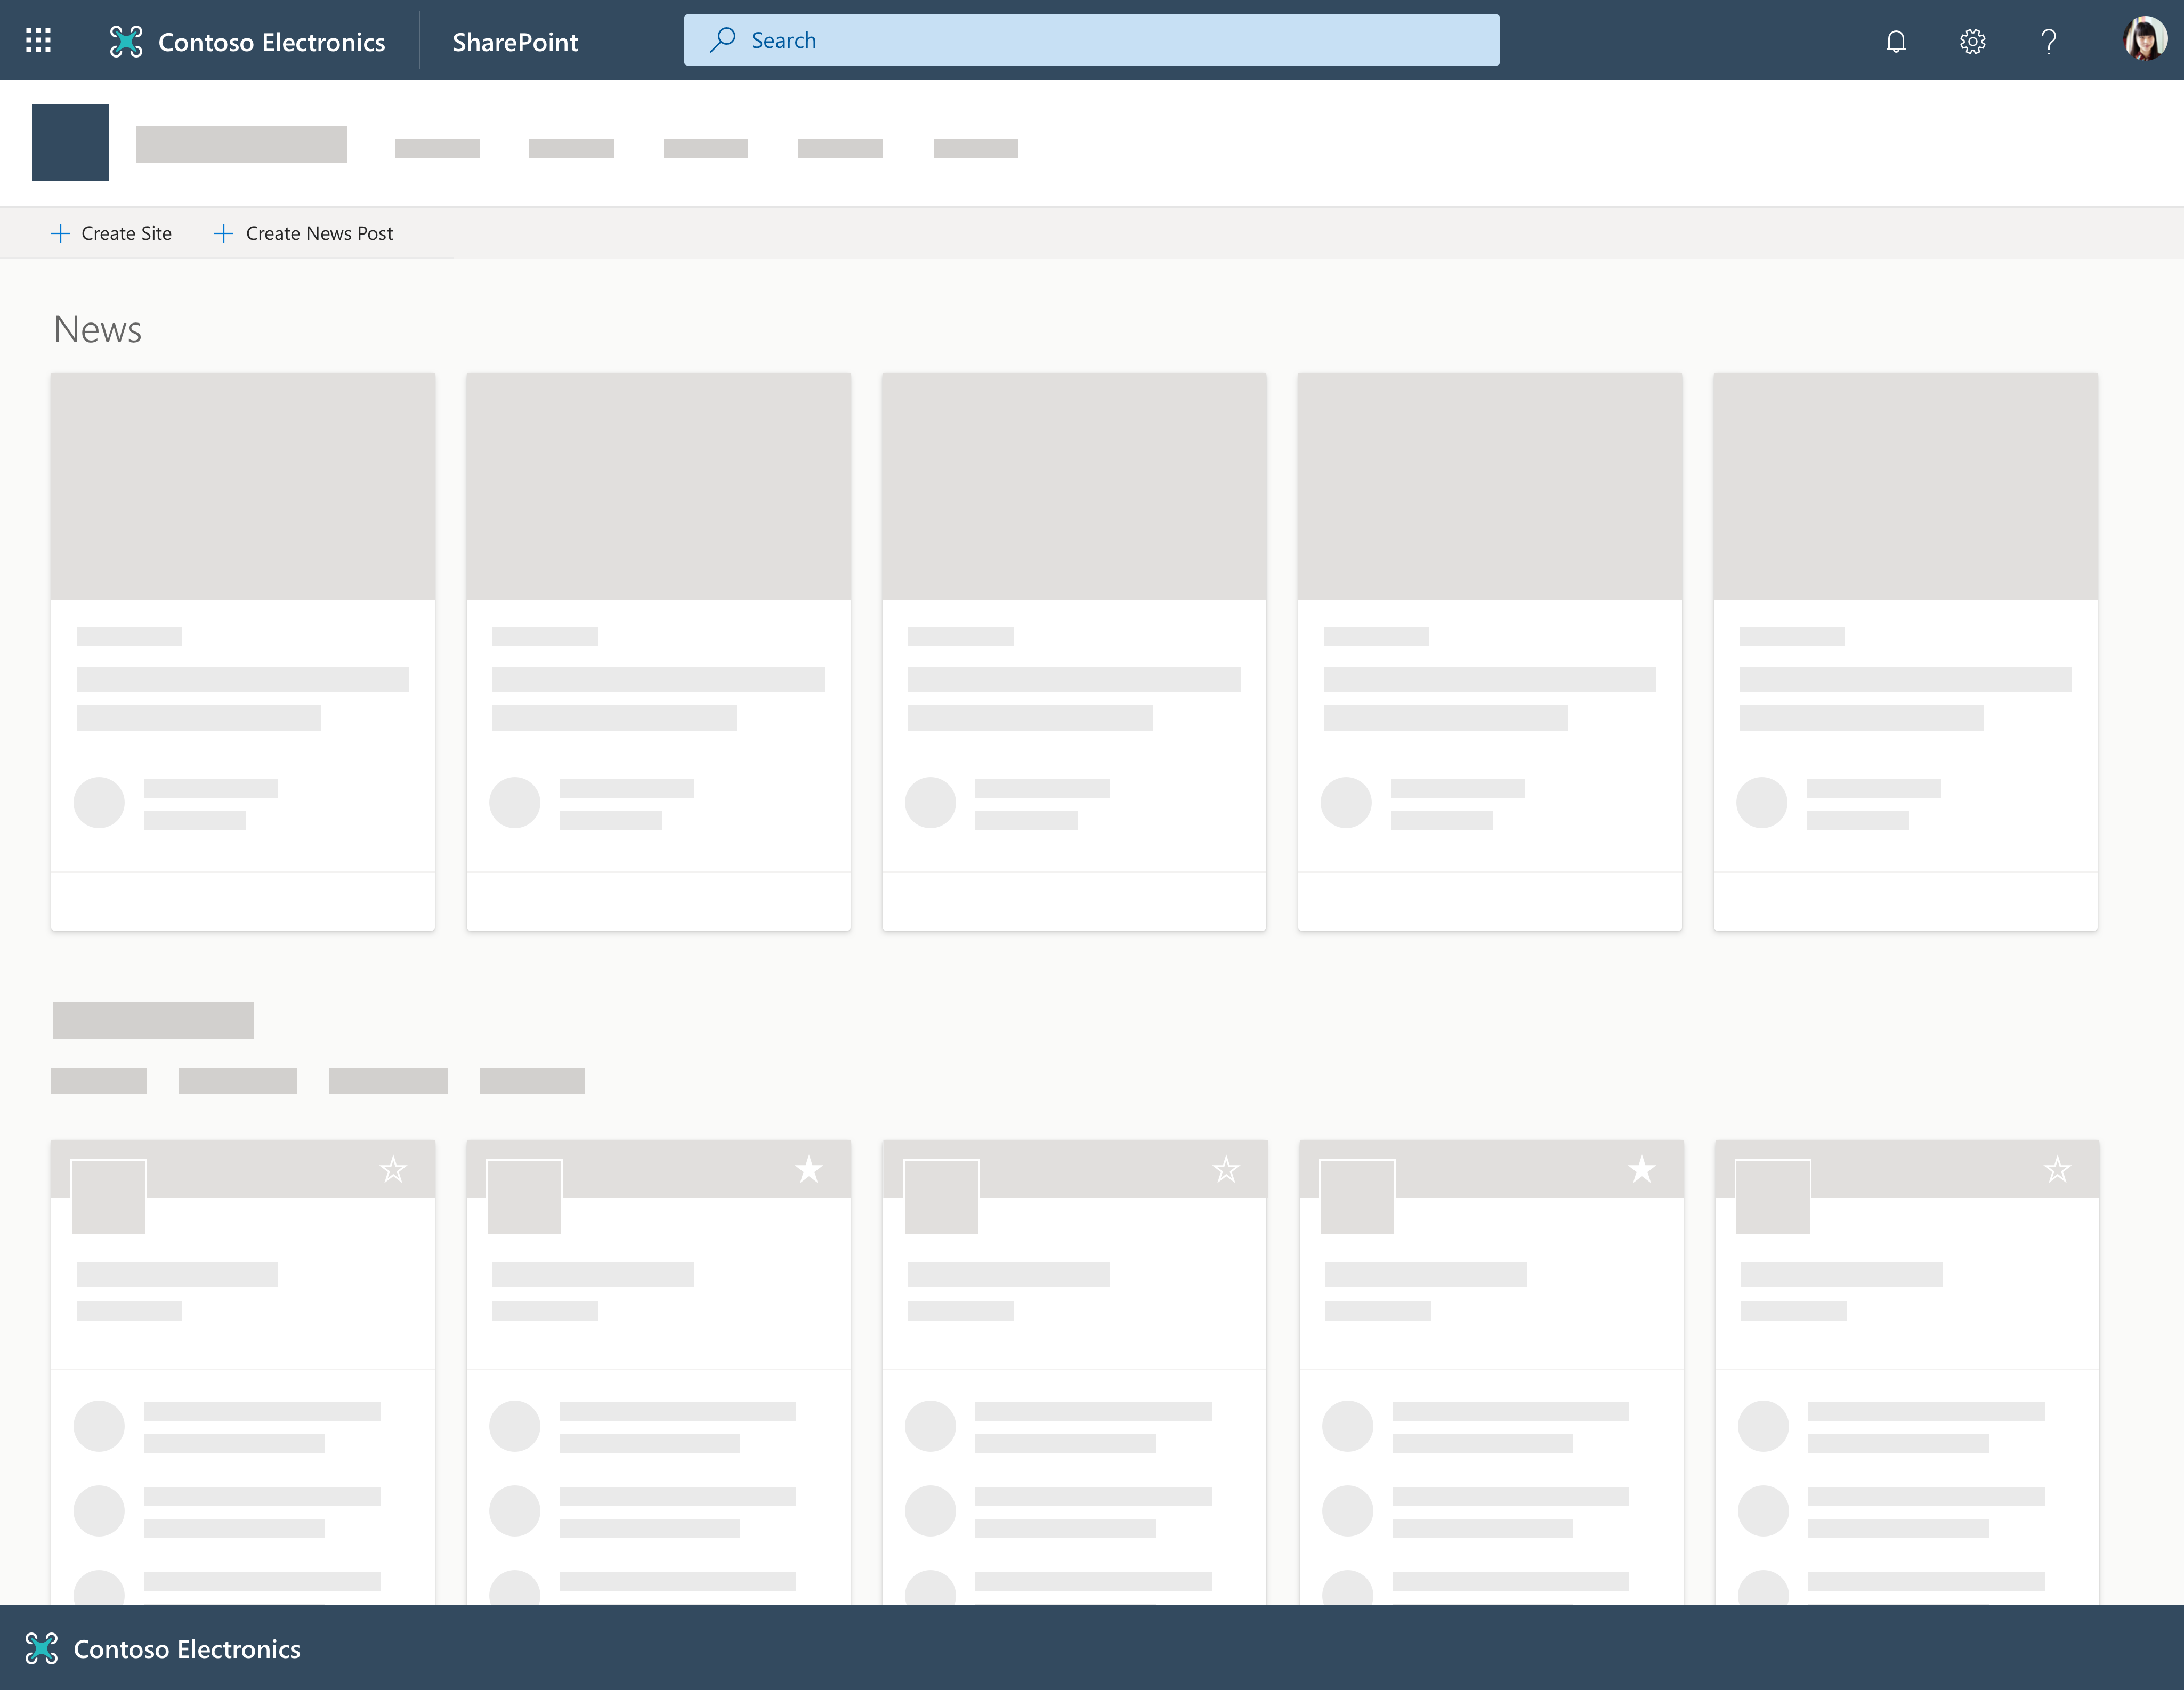 Contoso Electronics
SharePoint
Search
Create Site
Create News Post
News
Contoso Electronics